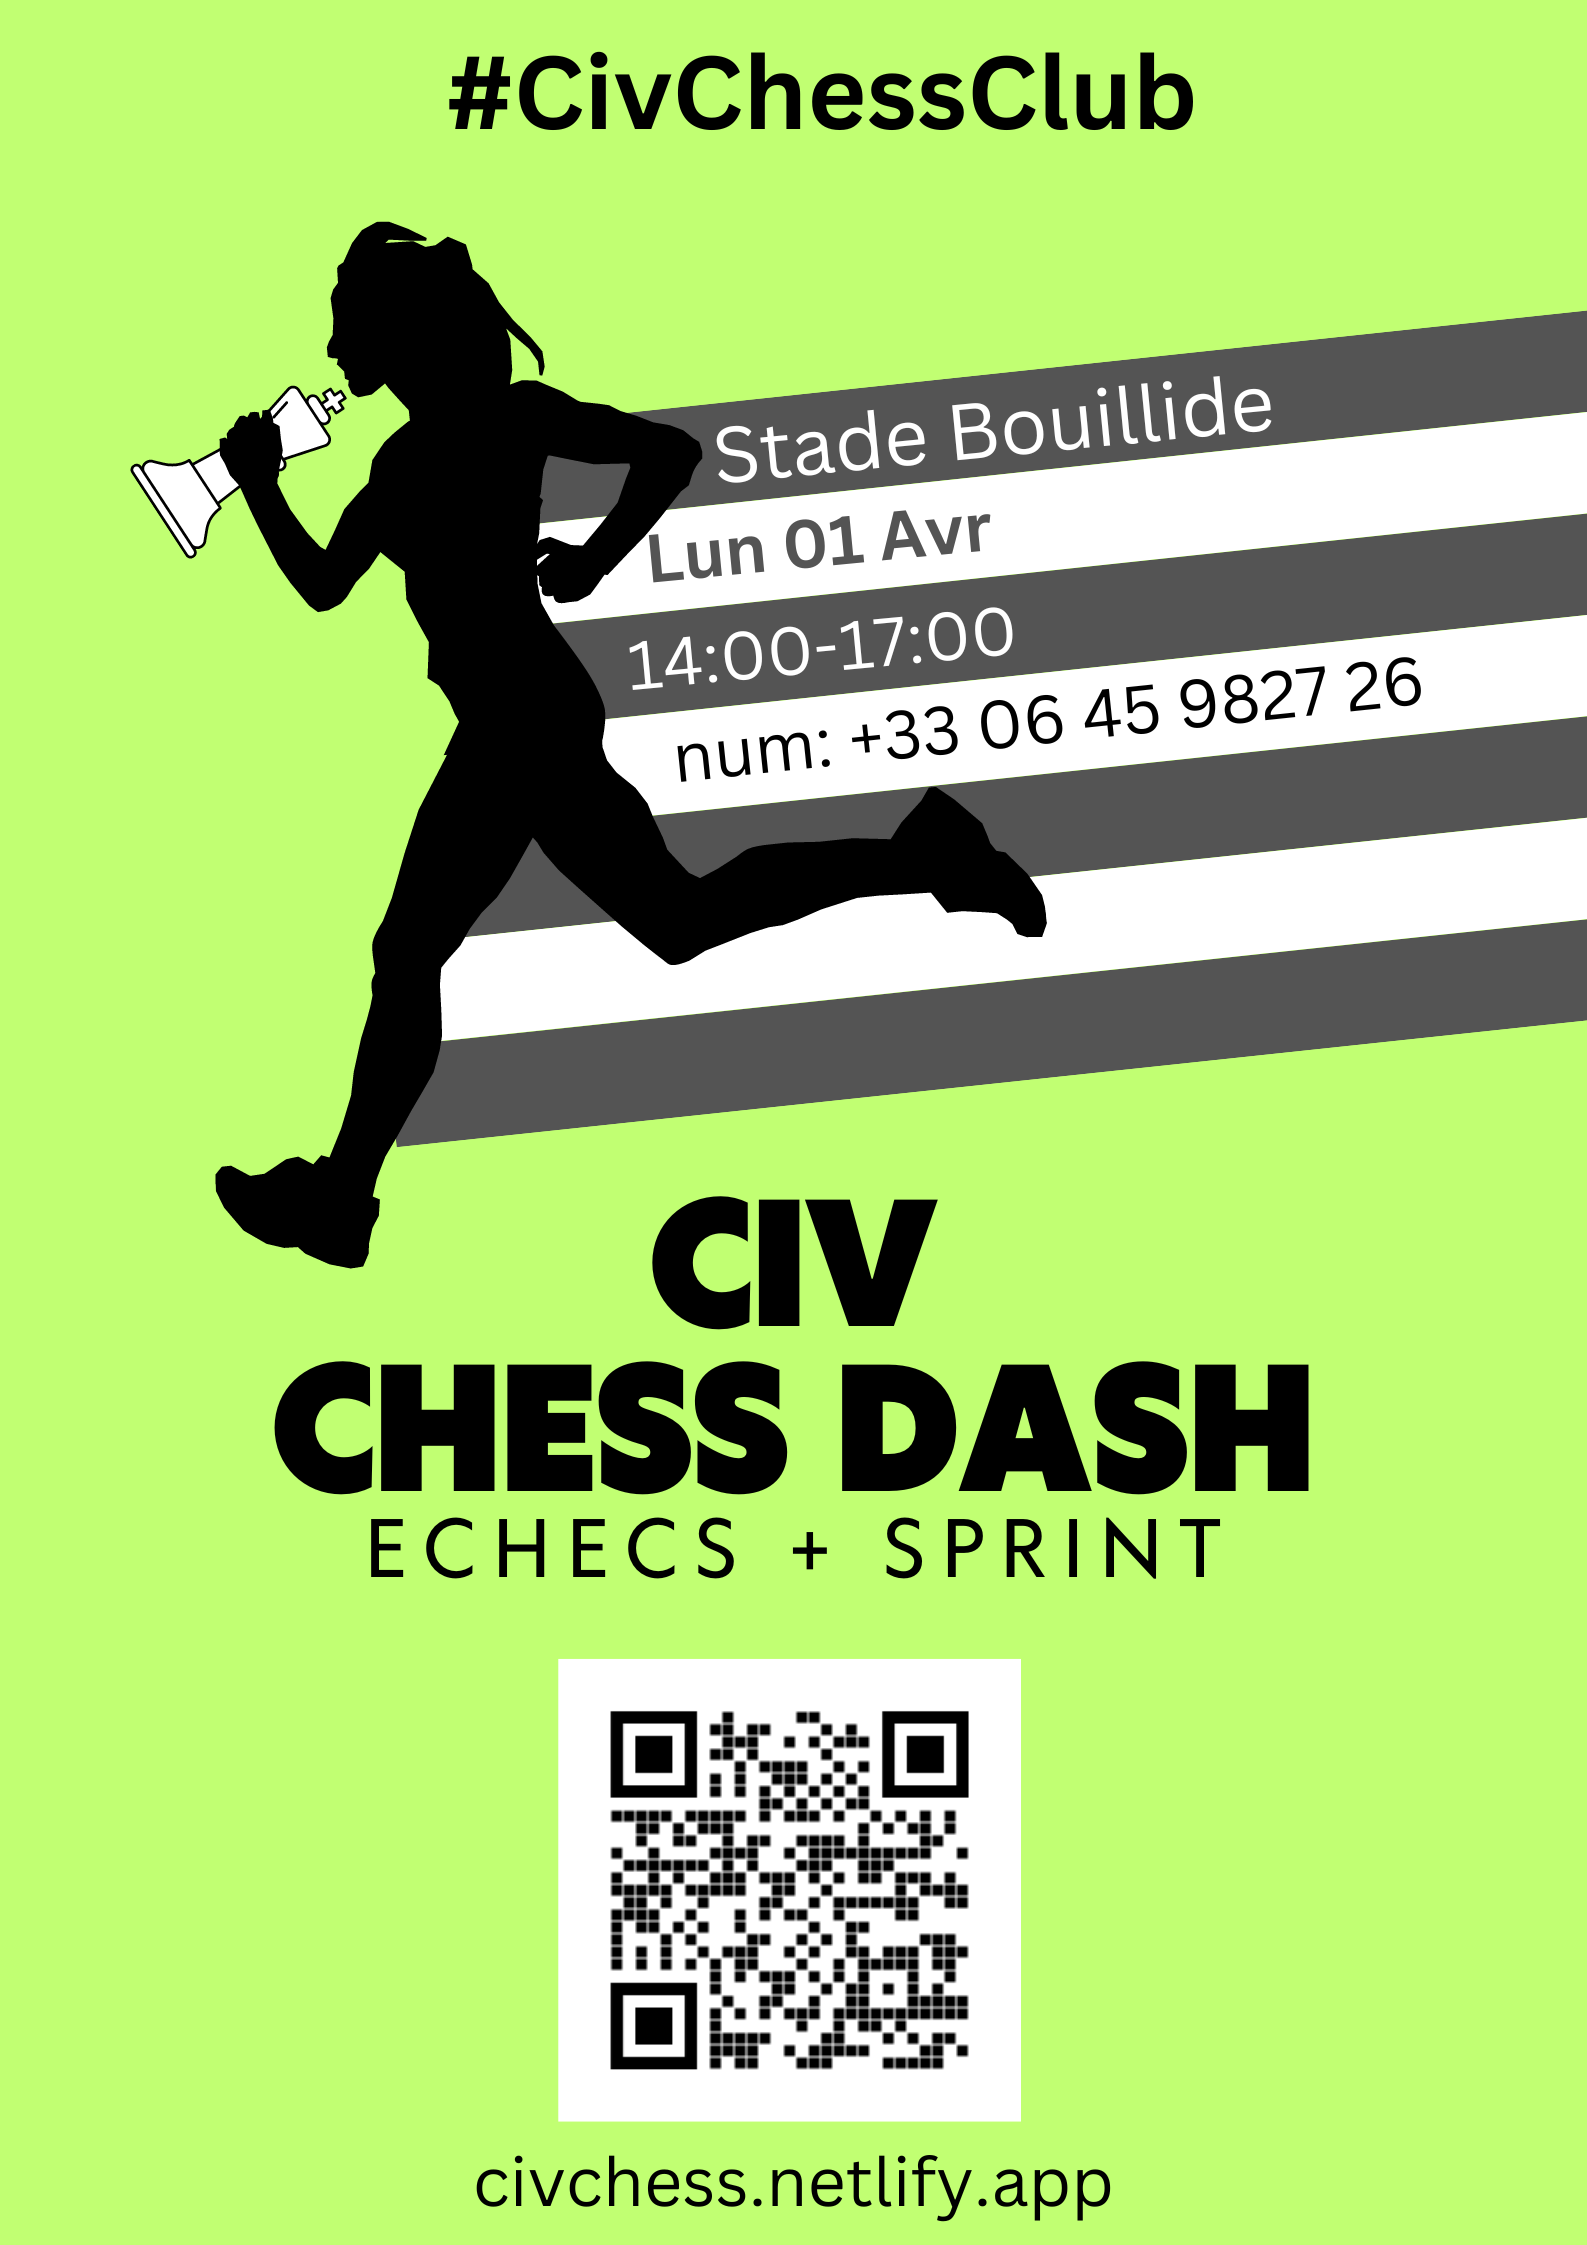 #CivChessClub
Stade Bouillide
Lun 01 Avr
14:00-17:00
num: +33 06 45 9827 26
CIV
CHESS DASH
ECHECS + SPRINT
civchess.netlify.app